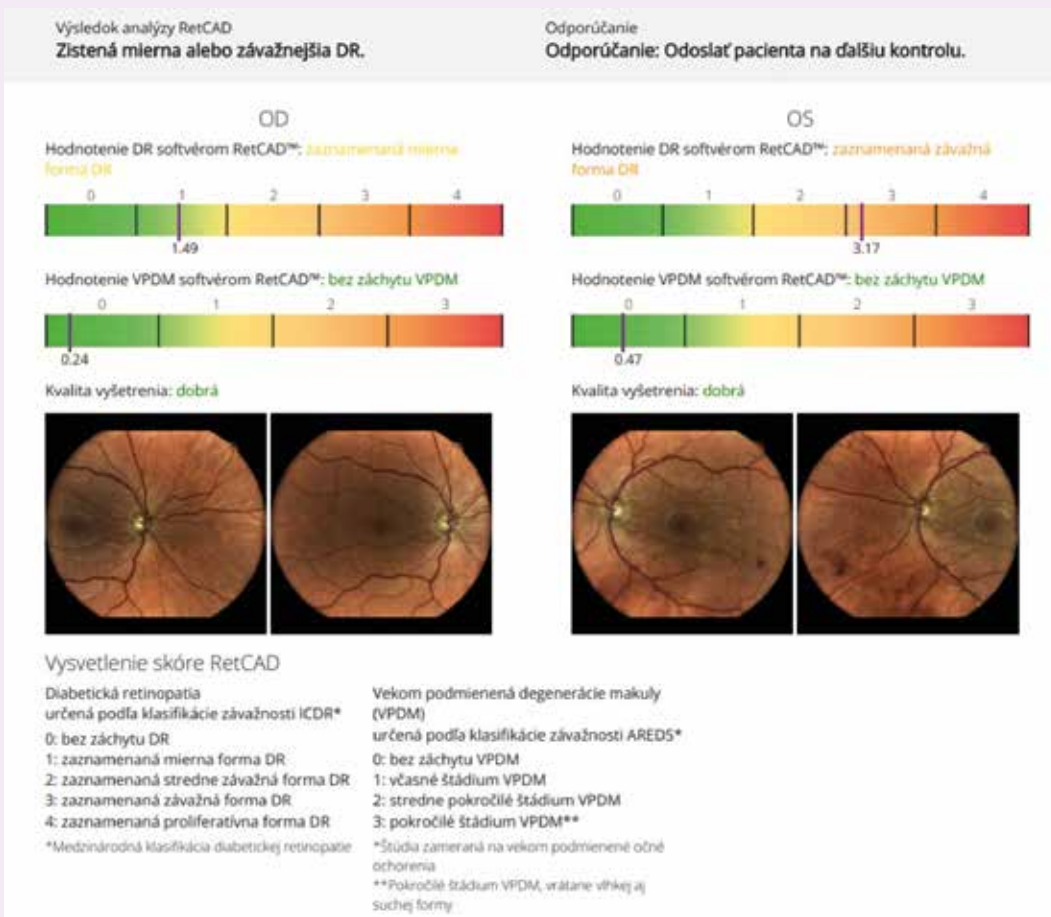 Výsledok analýzy RetCAD
Zistená mierna alebo závažnejšia DR.
Odporúčanie
Odporúčanie: Odoslať pacienta na ďalšiu kontrolu.
OD
Hodnotenie DR softvérom RetCAD™: zaznamenaná mierna
forma DR
0 1 2 3 4
1.49
Hodnotenie VPDM softvérom RetCAD™: bez záchytu VPDM
0 1 2 3
0.24
Kvalita vyšetrenia: dobrá
OS
Hodnotenie DR softvérom RetCAD™: zaznamenaná závažná
forma DR
0 1 2 3 4
3.17
Hodnotenie VPDM softvérom RetCAD™: bez záchytu VPDM
0 1 2 3
0.47
Kvalita vyšetrenia: dobrá
Vysvetlenie skóre RetCAD
Diabetická retinopatia
určená podľa klasifikácie závažnosti ICDR*
0: bez záchytu DR
1: zaznamenaná mierna forma DR
2: zaznamenaná stredne závažná forma DR
3: zaznamenaná závažná forma DR
4: zaznamenaná proliferatívna forma DR
*Medzinárodná klasifikácia diabetickej retinopatie
Vekom podmienená degenerácie makuly
(VPDM)
určená podľa klasifikácie závažnosti AREDS*
0: bez záchytu VPDM
1: včasné štádium VPDM
2: stredne pokročilé štádium VPDM
3: pokročilé štádium VPDM**
*Štúdia zameraná na vekom podmienené očné
ochorenia
**Pokročilé štádium VPDM, vrátane vlhkej aj
suchej formy